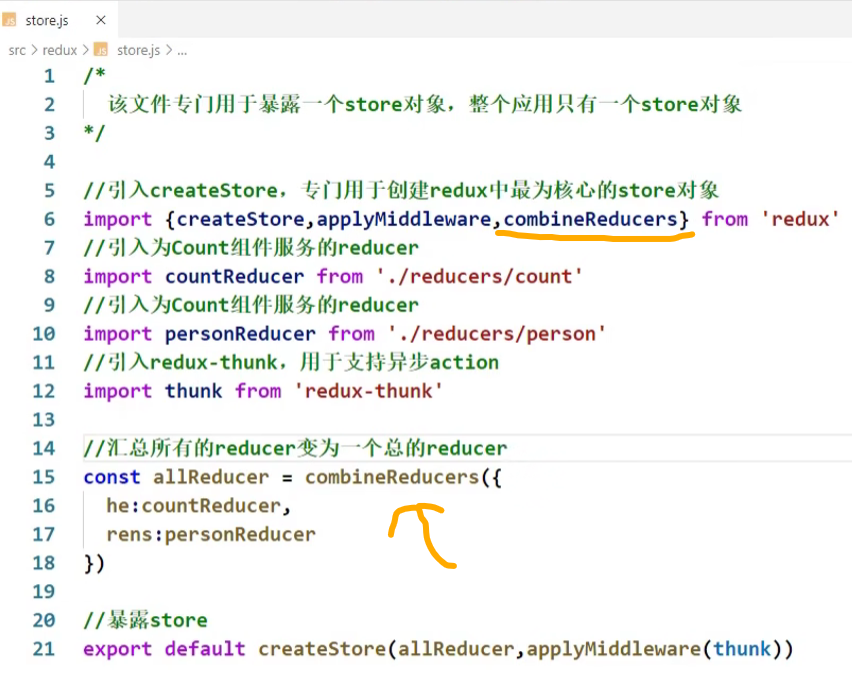 JS store.js ×
src > redux > JS store.js > ...
1 /*
2   该文件专门用于暴露一个store对象，整个应用只有一个store对象
3 */
4
5 //引入createStore，专门用于创建redux中最为核心的store对象
6 import {createStore,applyMiddleware,combineReducers} from 'redux'
7 //引入为Count组件服务的reducer
8 import countReducer from './reducers/count'
9 //引入为Count组件服务的reducer
10 import personReducer from './reducers/person'
11 //引入redux-thunk，用于支持异步action
12 import thunk from 'redux-thunk'
13
14 //汇总所有的reducer变为一个总的reducer
15 const allReducer = combineReducers({
16   he:countReducer,
17   rens:personReducer
18 })
19
20 //暴露store
21 export default createStore(allReducer,applyMiddleware(thunk))